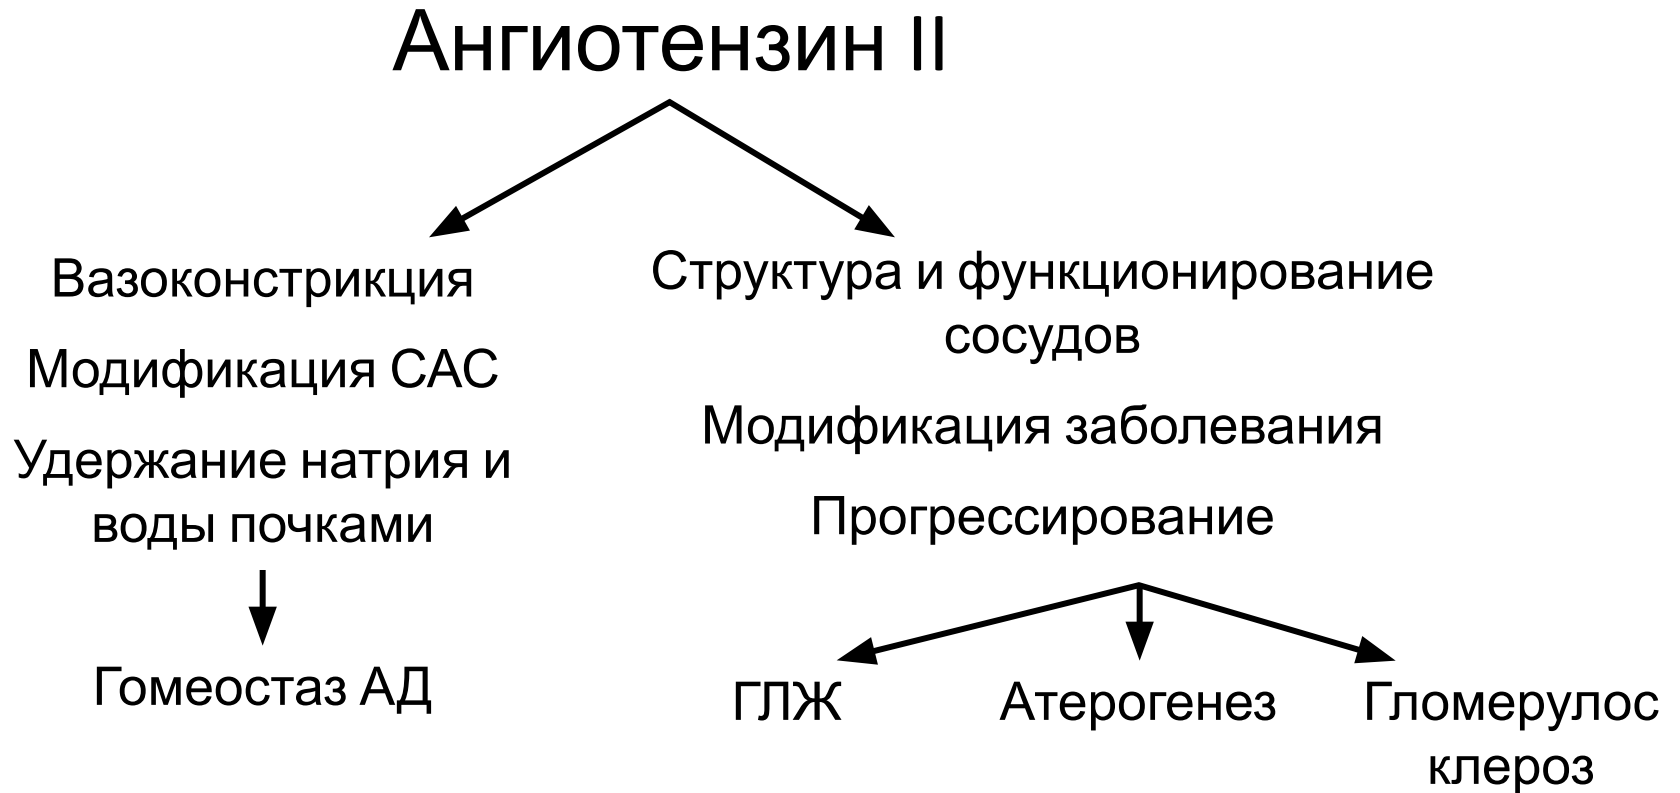 Ангиотензин II
Вазоконстрикция
Модификация САС
Удержание натрия и
воды почками
Гомеостаз АД
Структура и функционирование
сосудов
Модификация заболевания
Прогрессирование
ГЛЖ
Атерогенез
Гломерулос
клероз